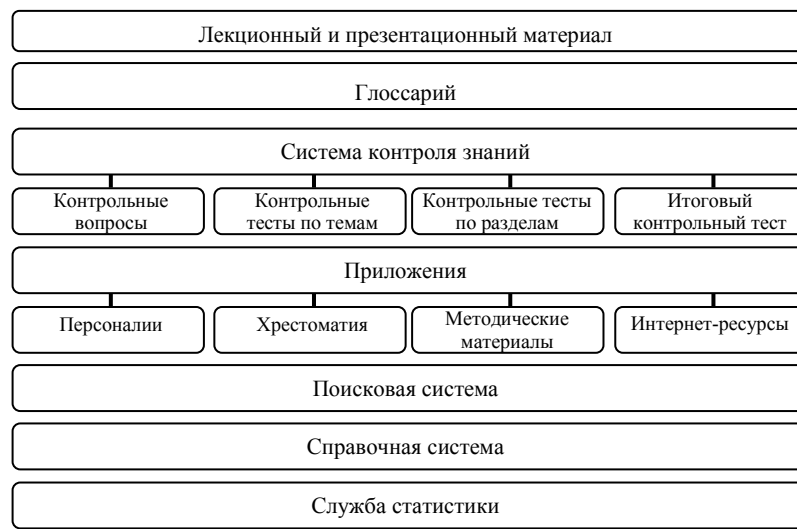 Лекционный и презентационный материал
Глоссарий
Система контроля знаний
Контрольные
вопросы
Контрольные
тесты по темам
Контрольные тесты
по разделам
Итоговый
контрольный тест
Приложения
Персоналии
Хрестоматия
Методические
материалы
Интернет-ресурсы
Поисковая система
Справочная система
Служба статистики